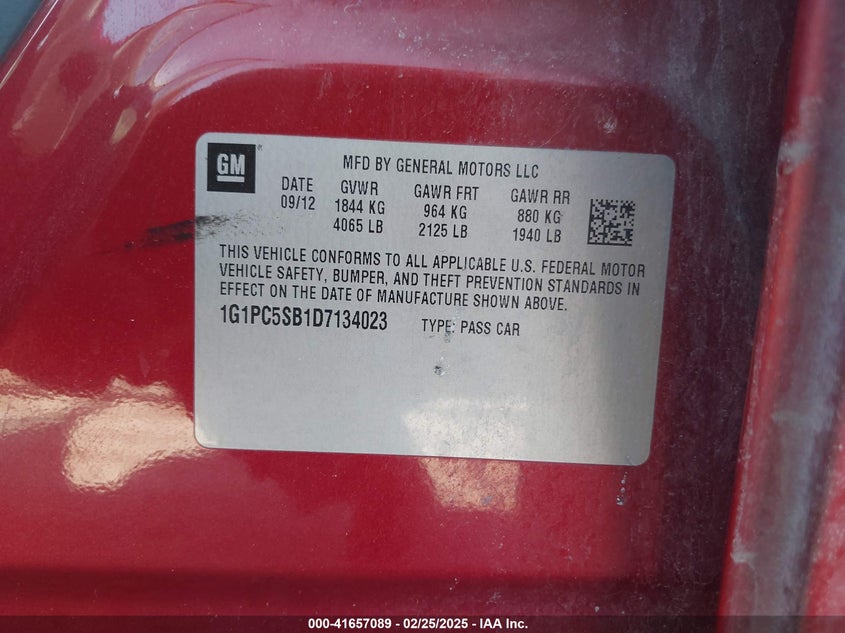 GM
MFD BY GENERAL MOTORS LLC
DATE GVWR GAWR FRT GAWR RR
09/12 1844 KG 964 KG 880 KG
4065 LB 2125 LB 1940 LB
THIS VEHICLE CONFORMS TO ALL APPLICABLE U.S. FEDERAL MOTOR
VEHICLE SAFETY, BUMPER, AND THEFT PREVENTION STANDARDS IN
EFFECT ON THE DATE OF MANUFACTURE SHOWN ABOVE.
1G1PC5SB1D7134023 TYPE: PASS CAR
000-41657089 - 02/25/2025 - IAA Inc.